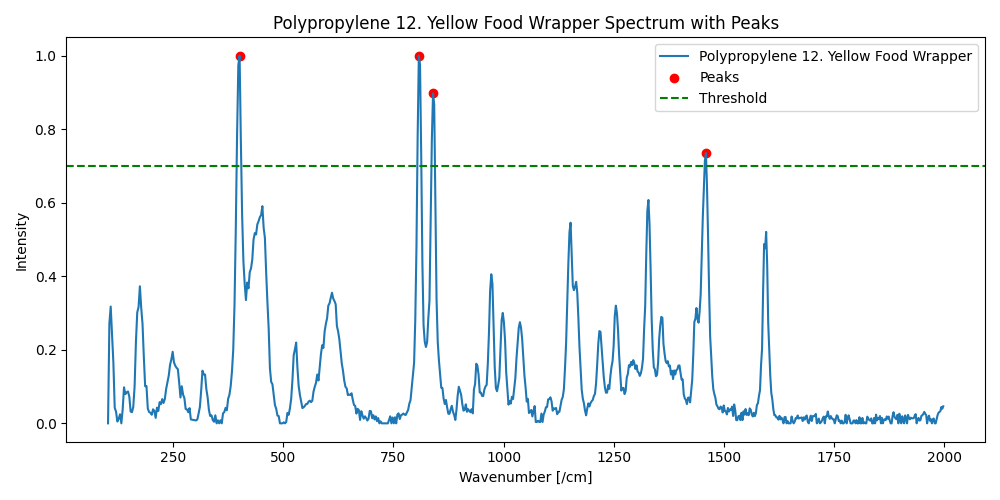 Polypropylene 12. Yellow Food Wrapper Spectrum with Peaks
Polypropylene 12. Yellow Food Wrapper
Peaks
Threshold
Intensity
1.0
0.8
0.6
0.4
0.2
0.0
250 500 750 1000 1250 1500 1750 2000
Wavenumber [/cm]